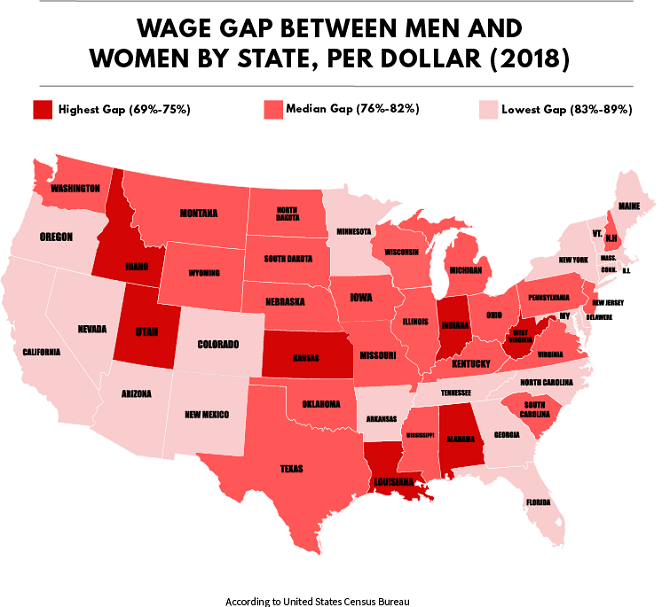 WAGE GAP BETWEEN MEN AND
WOMEN BY STATE, PER DOLLAR (2018)
Highest Gap (69%-75%)
Median Gap (76%-82%)
Lowest Gap (83%-89%)
WASHINGTON
OREGON
IDAHO
MONTANA
WYOMING
NORTH
DAKOTA
SOUTH DAKOTA
NEBRASKA
MINNESOTA
WISCONSIN
MICHIGAN
IOWA
ILLINOIS
INDIANA
OHIO
PENNSYLVANIA
NEW YORK
VT.
N.H
MAINE
MASS.
CONN.
R.I.
NEW JERSEY
MY
DELAWERE
WEST
VIRGINIA
VIRGINIA
KENTUCKY
CALIFORNIA
NEVADA
UTAH
COLORADO
KANSAS
MISSOURI
ARIZONA
NEW MEXICO
OKLAHOMA
ARKANSAS
TENNESSEE
NORTH CAROLINA
SOUTH
CAROLINA
MISSISSIPPI
ALABAMA
GEORGIA
TEXAS
LOUISIANA
FLORIDA
According to United States Census Bureau